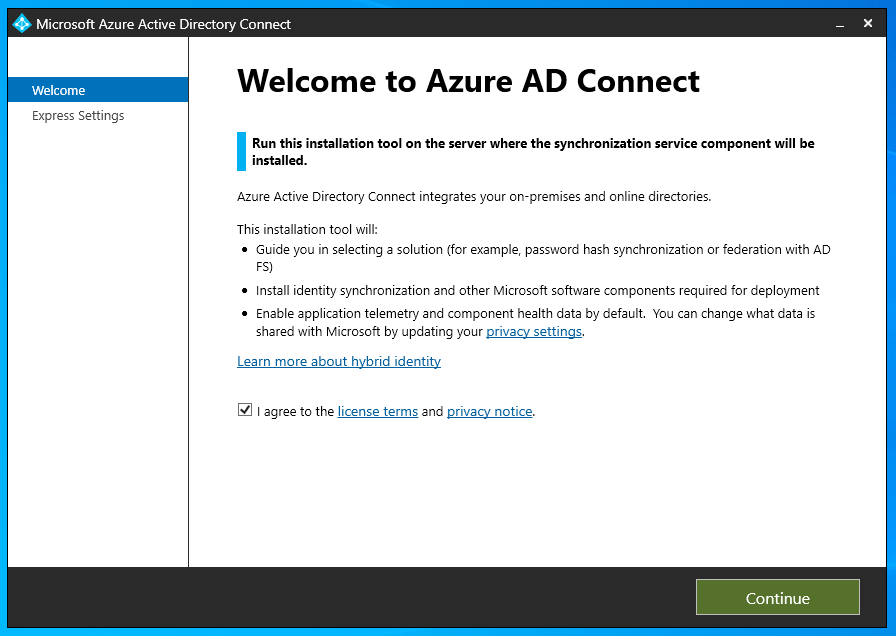 Microsoft Azure Active Directory Connect
Welcome
Express Settings
Welcome to Azure AD Connect
Run this installation tool on the server where the synchronization service component will be
installed.
Azure Active Directory Connect integrates your on-premises and online directories.
This installation tool will:
• Guide you in selecting a solution (for example, password hash synchronization or federation with AD
FS)
• Install identity synchronization and other Microsoft software components required for deployment
• Enable application telemetry and component health data by default.  You can change what data is
shared with Microsoft by updating your privacy settings.
Learn more about hybrid identity
I agree to the license terms and privacy notice.
Continue